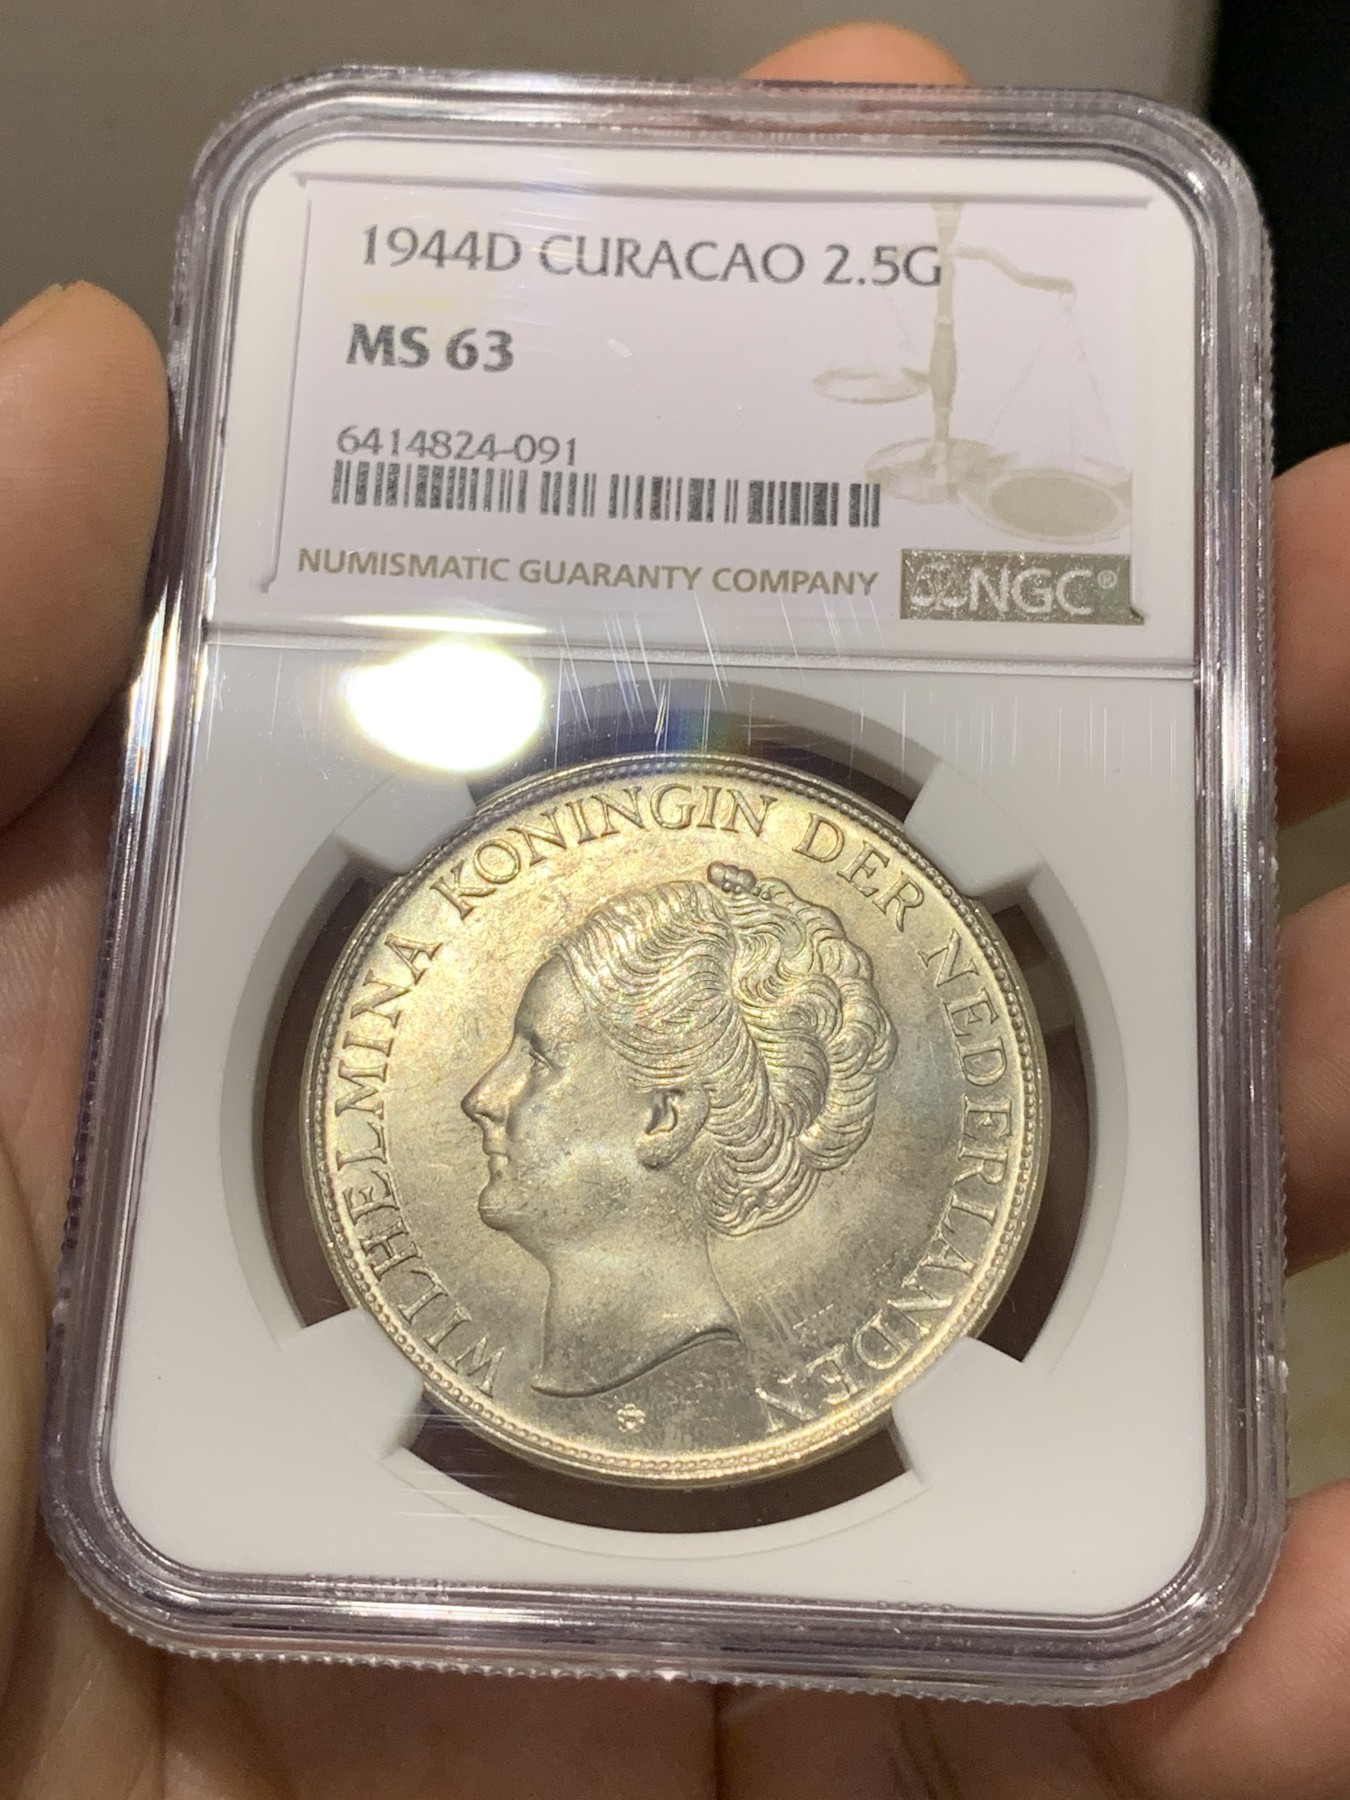 1944D CURACAO 2.5G
MS 63
6414824-091
NUMISMATIC GUARANTY COMPANY
NGC®
WILHELMINA KONINGIN DER NEDERLANDEN